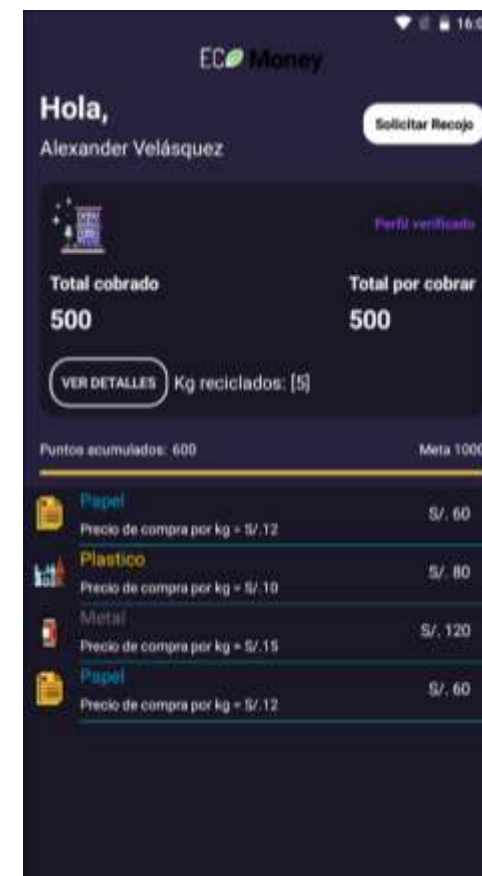 16:0
ECO Money
Hola,
Alexander Velásquez
Solicitar Recojo
Perfil verificado
Total cobrado
Total por cobrar
500
500
VER DETALLES
Kg reciclados: [5]
Puntos acumulados: 600
Meta 1000
Papel
S/. 60
Precio de compra por kg = S/.12
Plastico
S/. 80
Precio de compra por kg = S/.10
Metal
S/. 120
Precio de compra por kg = S/.15
Papel
S/. 60
Precio de compra por kg = S/.12